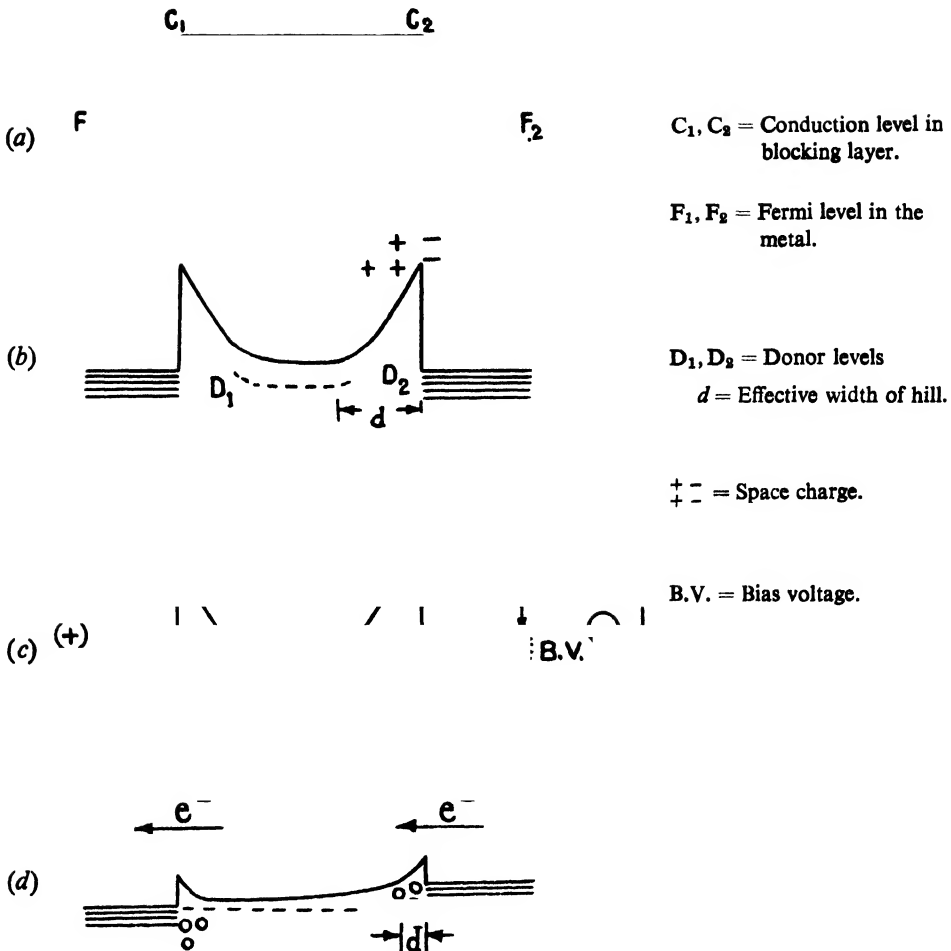 C₁ C₂
(a) F F₂
C₁, C₂ = Conduction level in
blocking layer.
F₁, F₂ = Fermi level in the
metal.
+ −
+ + −
(b) D₁ D₂
d
D₁, D₂ = Donor levels
d = Effective width of hill.
+ −
+ − = Space charge.
B.V. = Bias voltage.
(c) (+) B.V.
e⁻ e⁻
(d) d